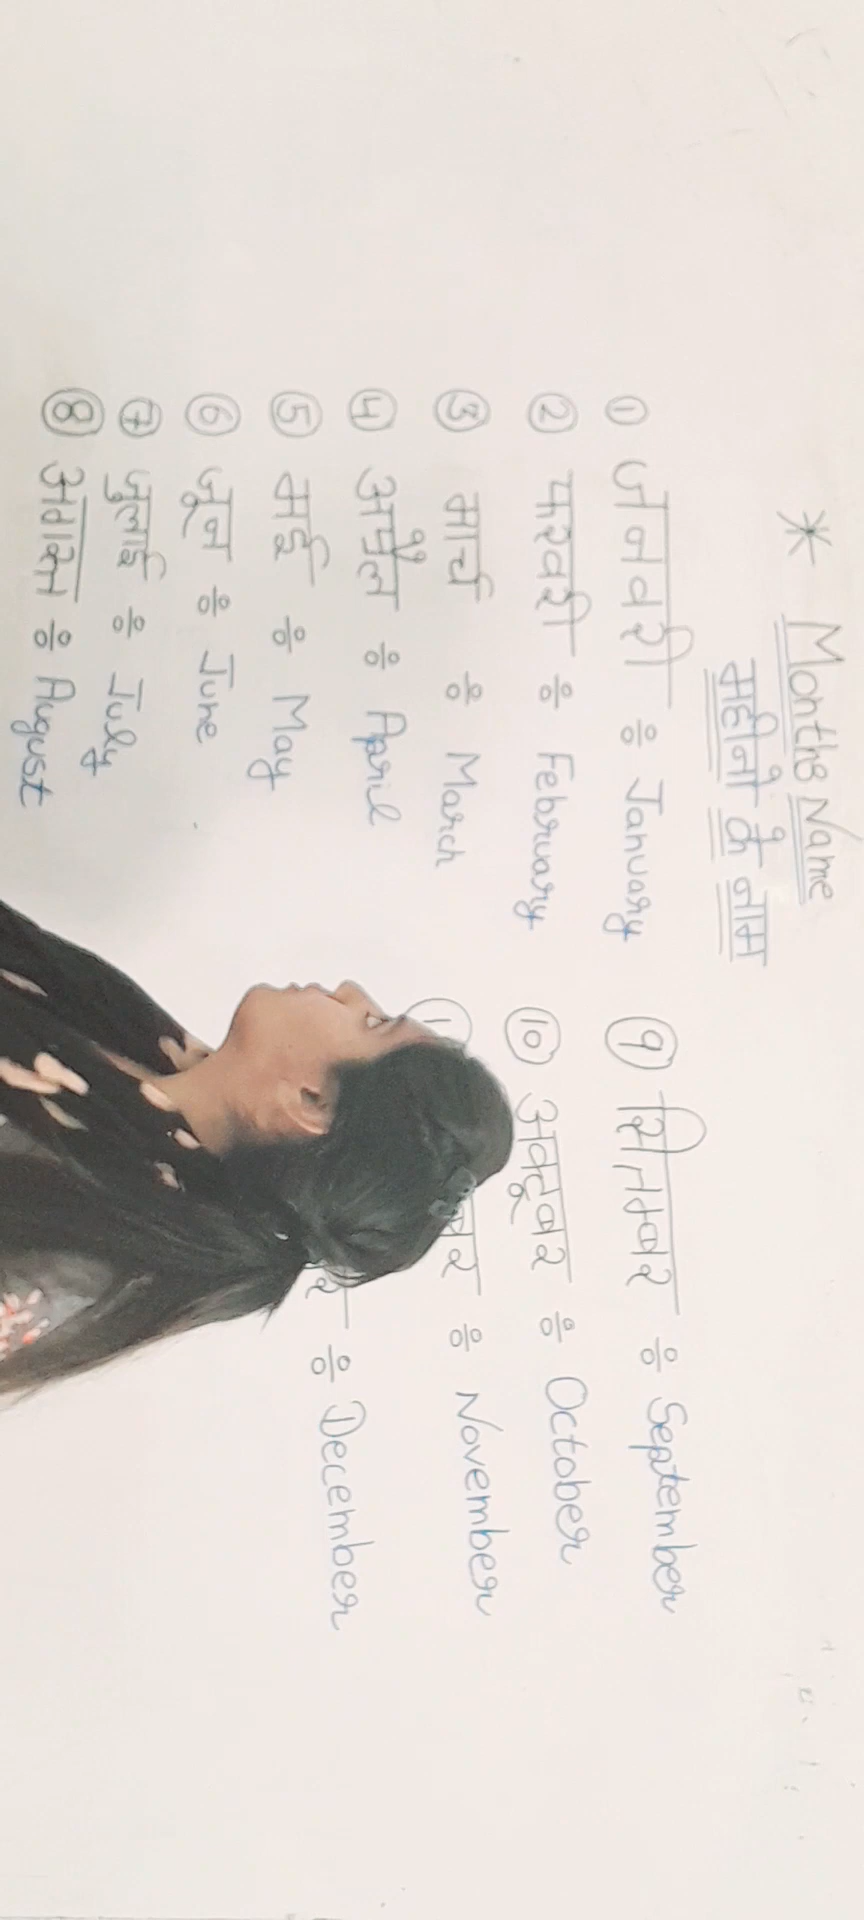 * Months Name
महीनो के नाम
① जनवरी ÷ January
② फरवरी ÷ February
③ मार्च ÷ March
④ अप्रैल ÷ April
⑤ मई ÷ May
⑥ जून ÷ June
⑦ जुलाई ÷ July
⑧ अगस्त ÷ August
⑨ सितम्बर ÷ September
⑩ अक्टूबर ÷ October
÷ November
÷ December